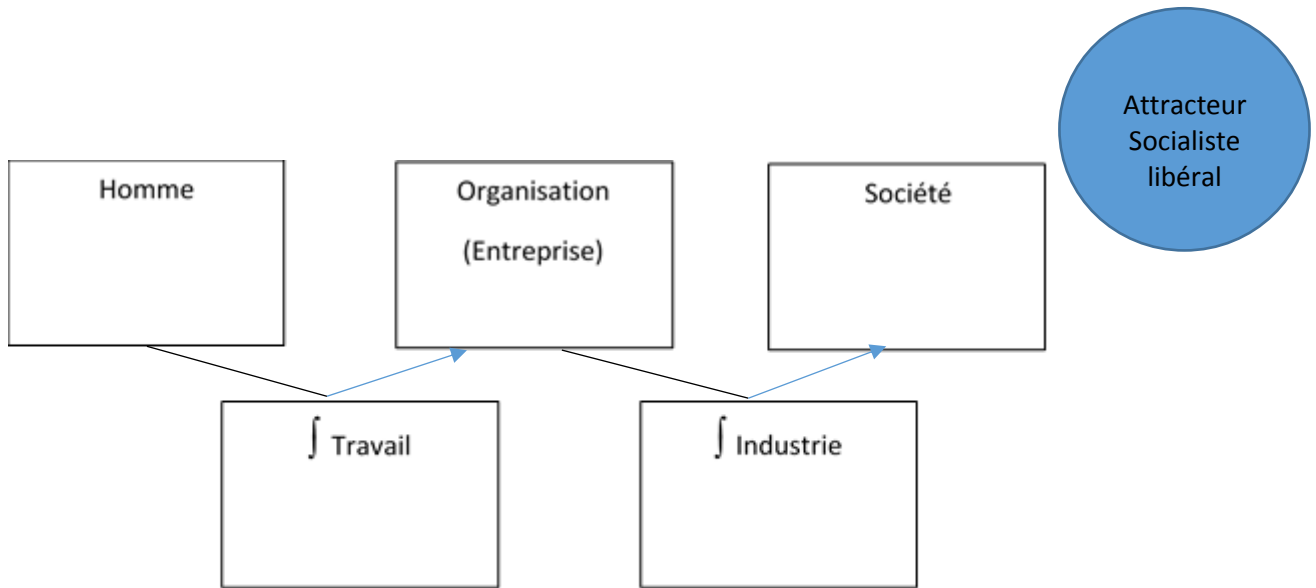 Attracteur
Socialiste
libéral
Homme
Organisation
(Entreprise)
Société
∫ Travail
∫ Industrie